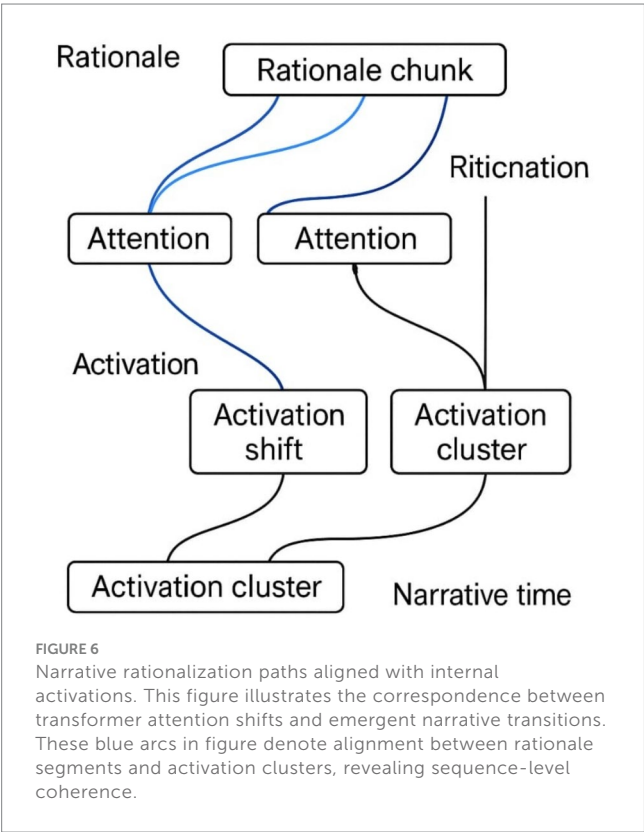 Rationale
Rationale chunk
Riticnation
Attention
Attention
Activation
Activation
shift
Activation
cluster
Activation cluster
Narrative time
FIGURE 6
Narrative rationalization paths aligned with internal
activations. This figure illustrates the correspondence between
transformer attention shifts and emergent narrative transitions.
These blue arcs in figure denote alignment between rationale
segments and activation clusters, revealing sequence-level
coherence.